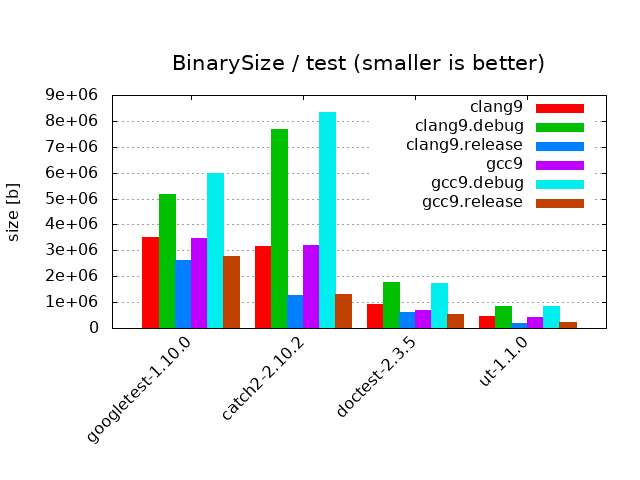 BinarySize / test (smaller is better)
9e+06
8e+06
7e+06
6e+06
5e+06
4e+06
3e+06
2e+06
1e+06
0
size [b]
clang9
clang9.debug
clang9.release
gcc9
gcc9.debug
gcc9.release
googletest-1.10.0
catch2-2.10.2
doctest-2.3.5
ut-1.1.0